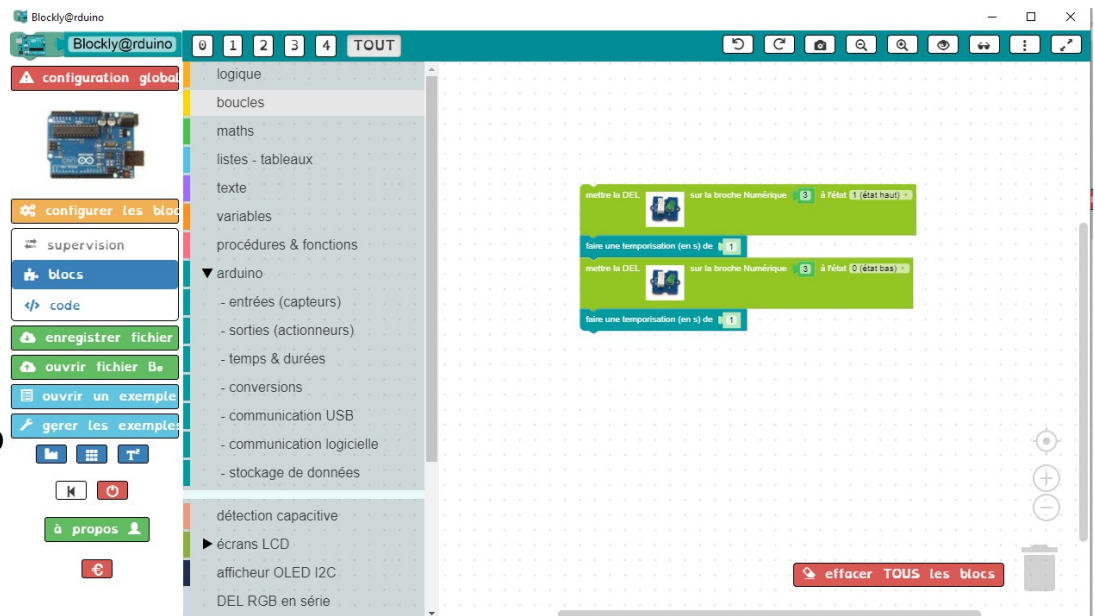 Blockly@rduino
Blockly@rduino
0 1 2 3 4 TOUT
configuration global
configurer les bloc
supervision
blocs
</> code
enregistrer fichier
ouvrir fichier B@
ouvrir un exemple
gérer les exemples
à propos
€
logique
boucles
maths
listes - tableaux
texte
variables
procédures & fonctions
arduino
- entrées (capteurs)
- sorties (actionneurs)
- temps & durées
- conversions
- communication USB
- communication logicielle
- stockage de données
détection capacitive
écrans LCD
afficheur OLED I2C
DEL RGB en série
mettre la DEL sur la broche Numérique 3 à l'état 1 (état haut)
faire une temporisation (en s) de 1
mettre la DEL sur la broche Numérique 3 à l'état 0 (état bas)
faire une temporisation (en s) de 1
effacer TOUS les blocs